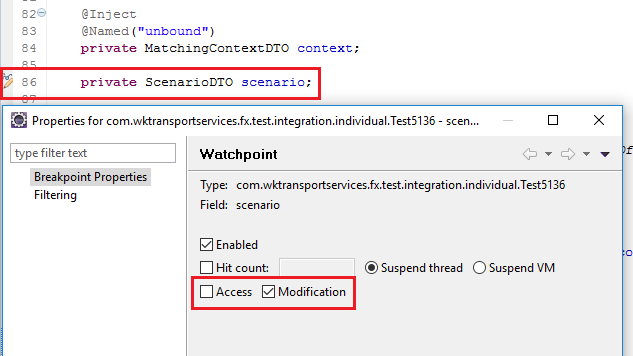 82 @Inject
83 @Named("unbound")
84 private MatchingContextDTO context;
85
86 private ScenarioDTO scenario;
Properties for com.wktransportservices.fx.test.integration.individual.Test5136 - scen...
type filter text
Breakpoint Properties
Filtering
Watchpoint
Type: com.wktransportservices.fx.test.integration.individual.Test5136
Field: scenario
Enabled
Hit count: Suspend thread Suspend VM
Access Modification